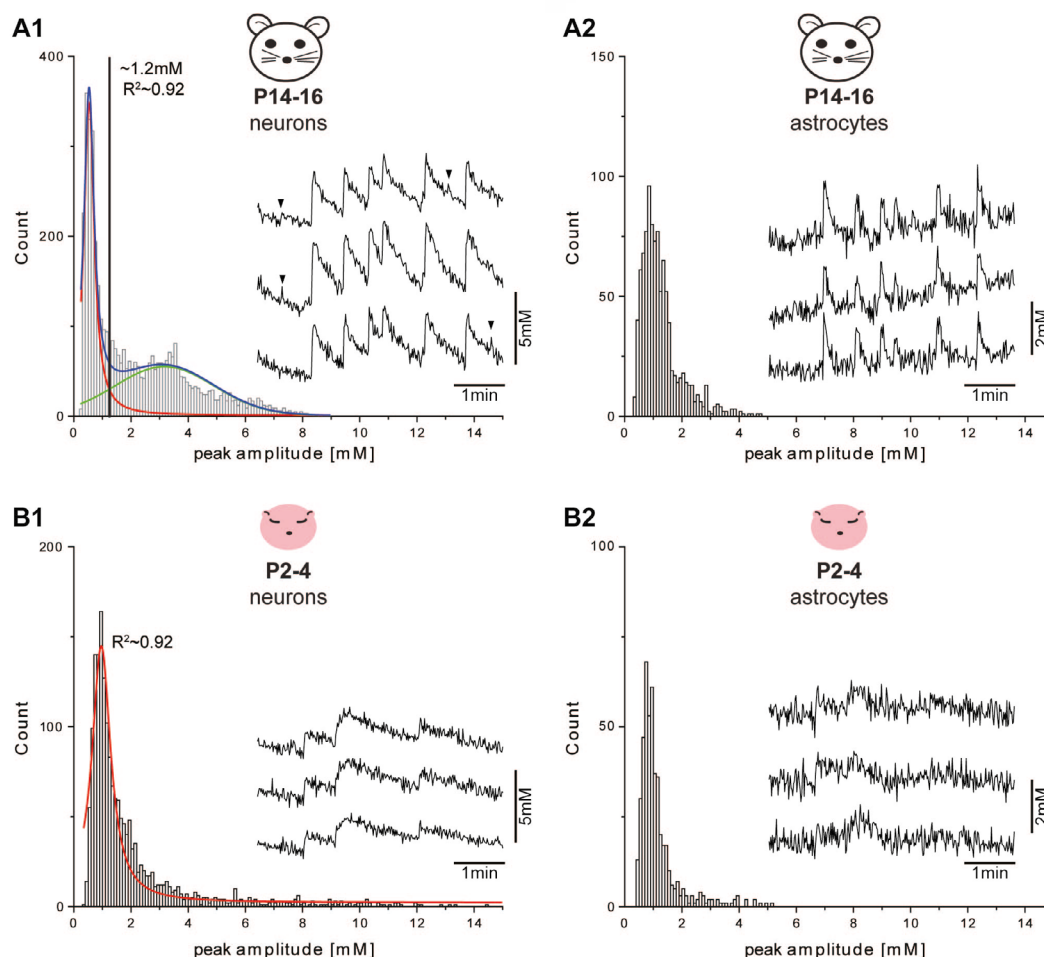 A1
400
~1.2mM
R²~0.92
P14-16
neurons
Count
200
0
5mM
1min
0 2 4 6 8 10 12 14
peak amplitude [mM]
A2
150
P14-16
astrocytes
100
Count
50
0
2mM
1min
0 2 4 6 8 10 12 14
peak amplitude [mM]
B1
200
P2-4
neurons
R²~0.92
Count
100
0
5mM
1min
0 2 4 6 8 10 12 14
peak amplitude [mM]
B2
100
P2-4
astrocytes
Count
50
0
2mM
1min
0 2 4 6 8 10 12 14
peak amplitude [mM]